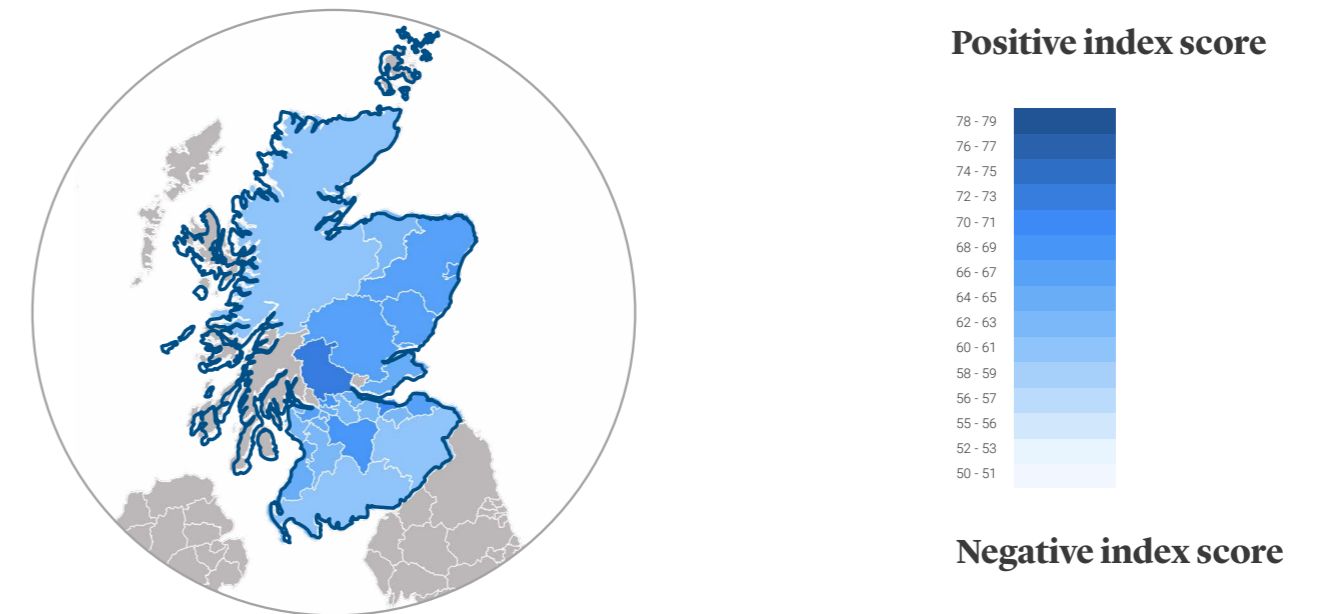 Positive index score
78 - 79
76 - 77
74 - 75
72 - 73
70 - 71
68 - 69
66 - 67
64 - 65
62 - 63
60 - 61
58 - 59
56 - 57
55 - 56
52 - 53
50 - 51
Negative index score